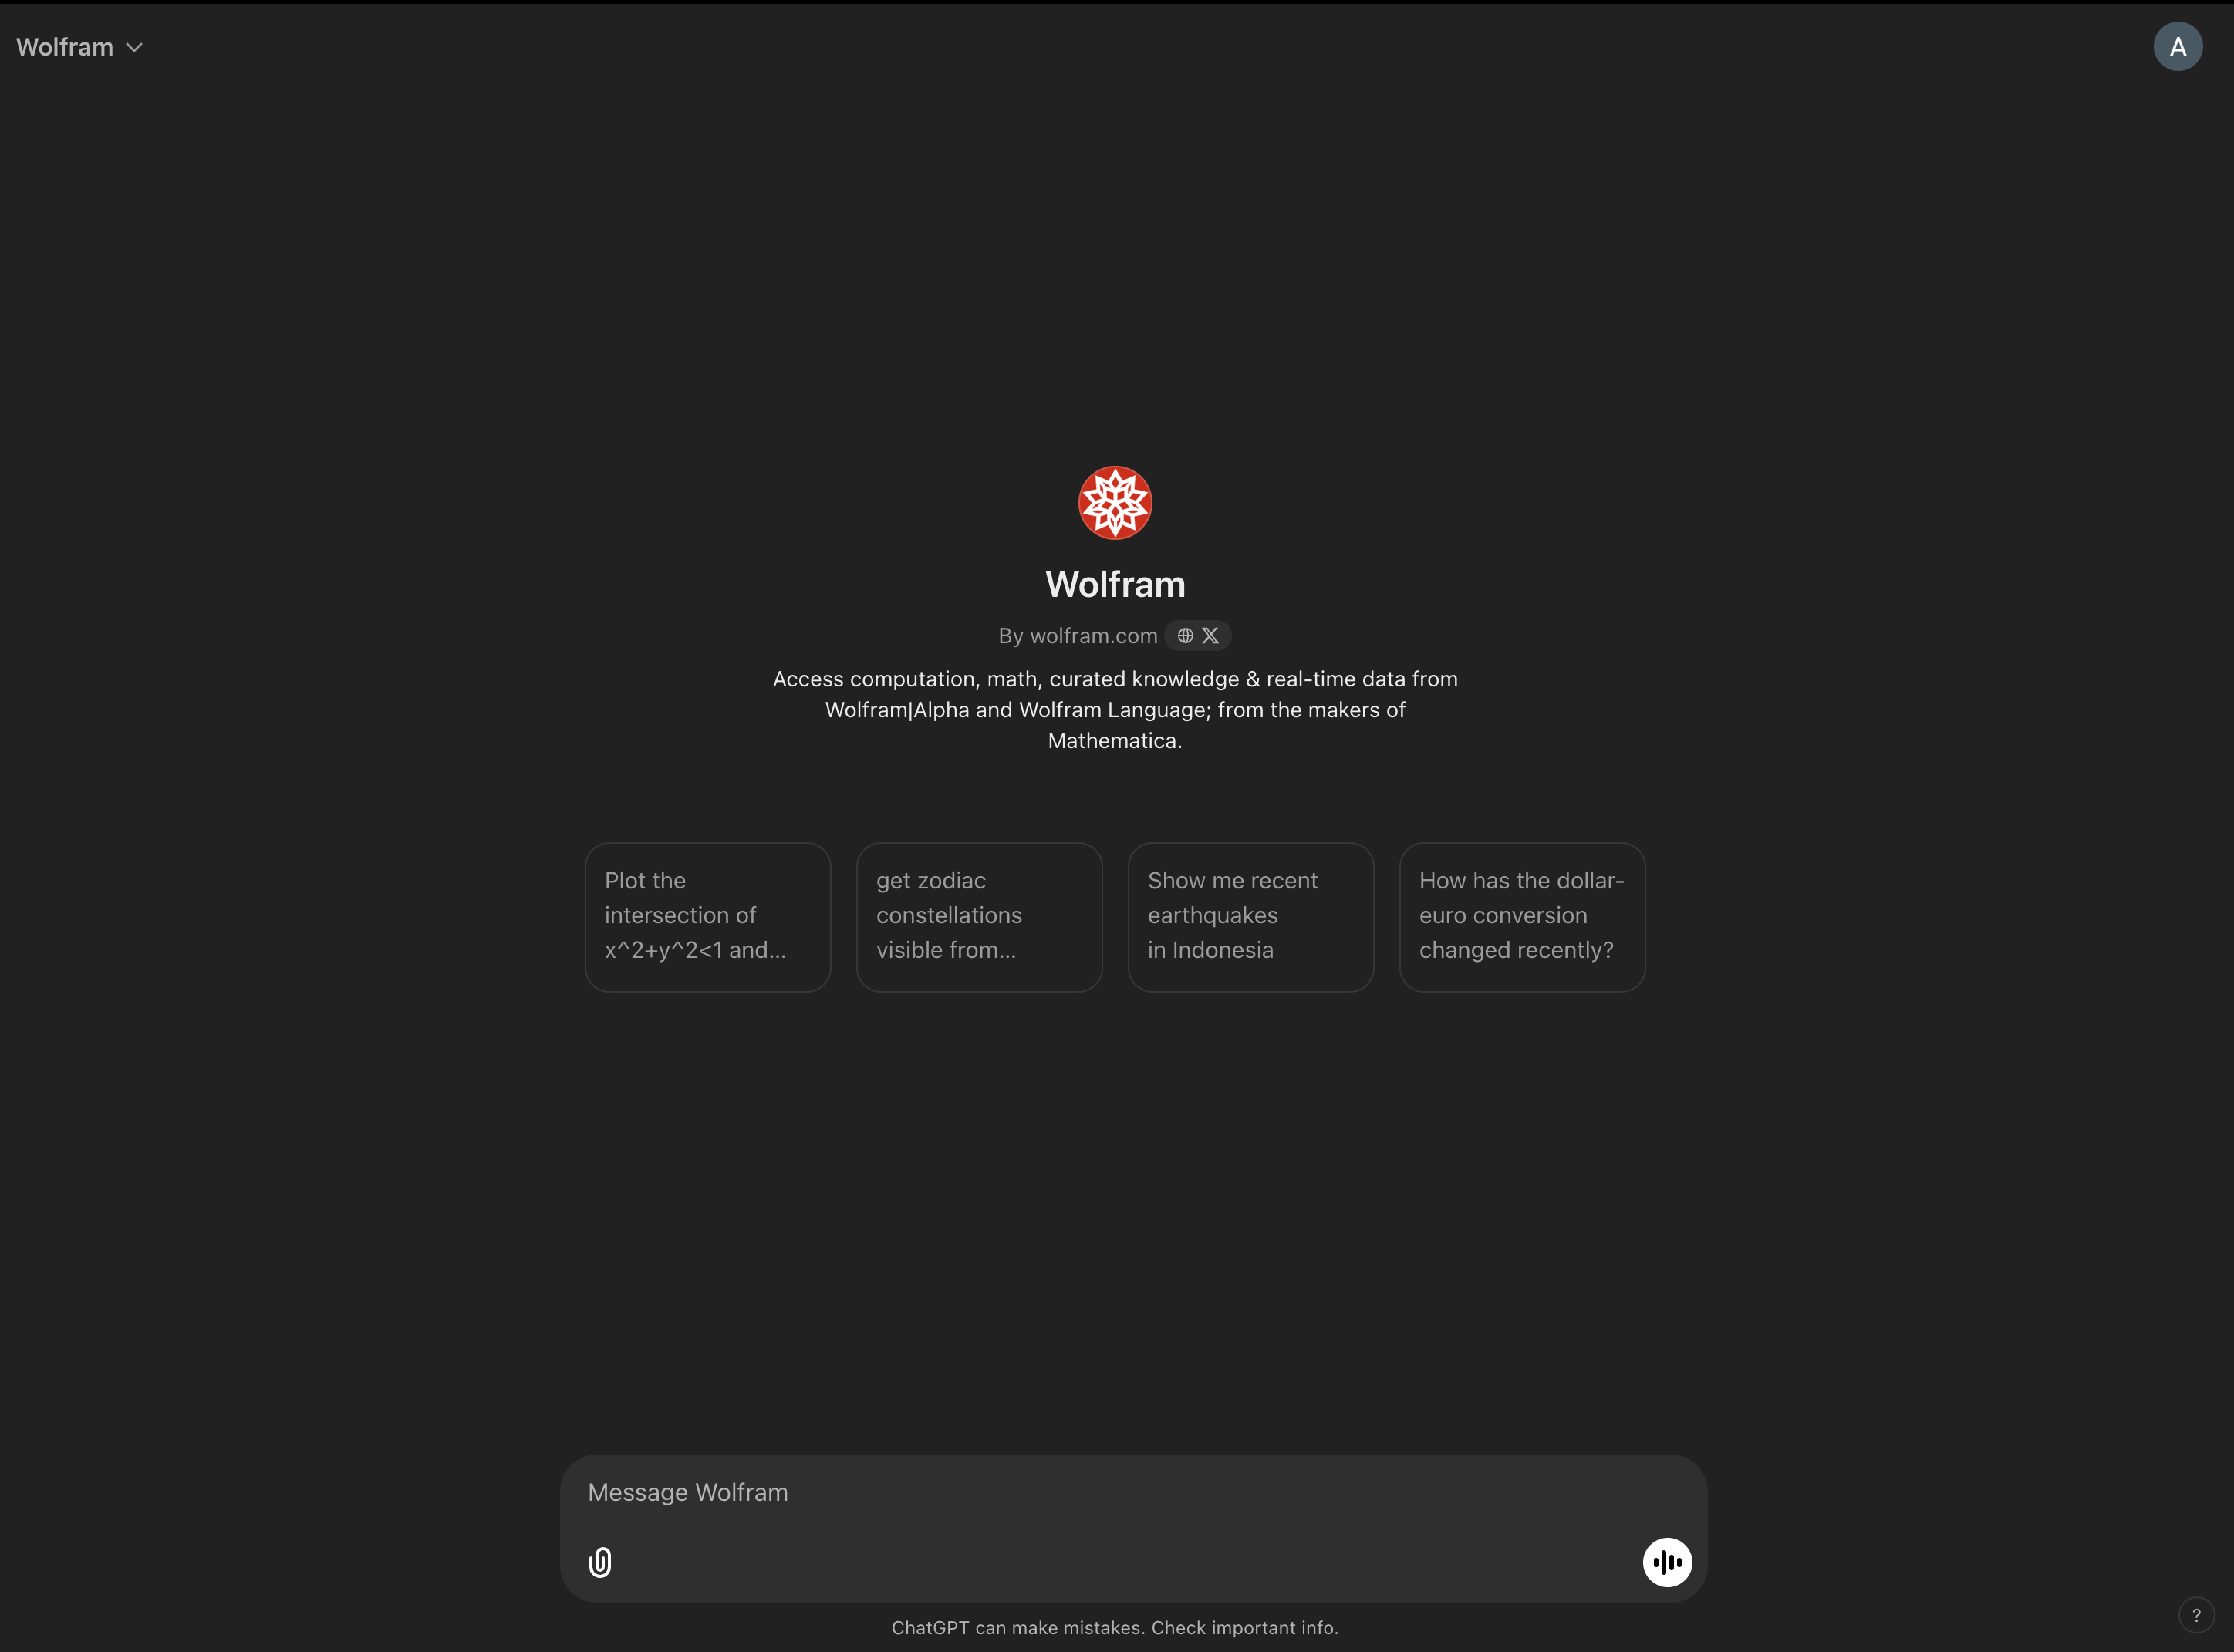 Wolfram
A
Wolfram
By wolfram.com
Access computation, math, curated knowledge & real-time data from
Wolfram|Alpha and Wolfram Language; from the makers of
Mathematica.
Plot the
intersection of
x^2+y^2<1 and...
get zodiac
constellations
visible from...
Show me recent
earthquakes
in Indonesia
How has the dollar-
euro conversion
changed recently?
Message Wolfram
ChatGPT can make mistakes. Check important info.
?